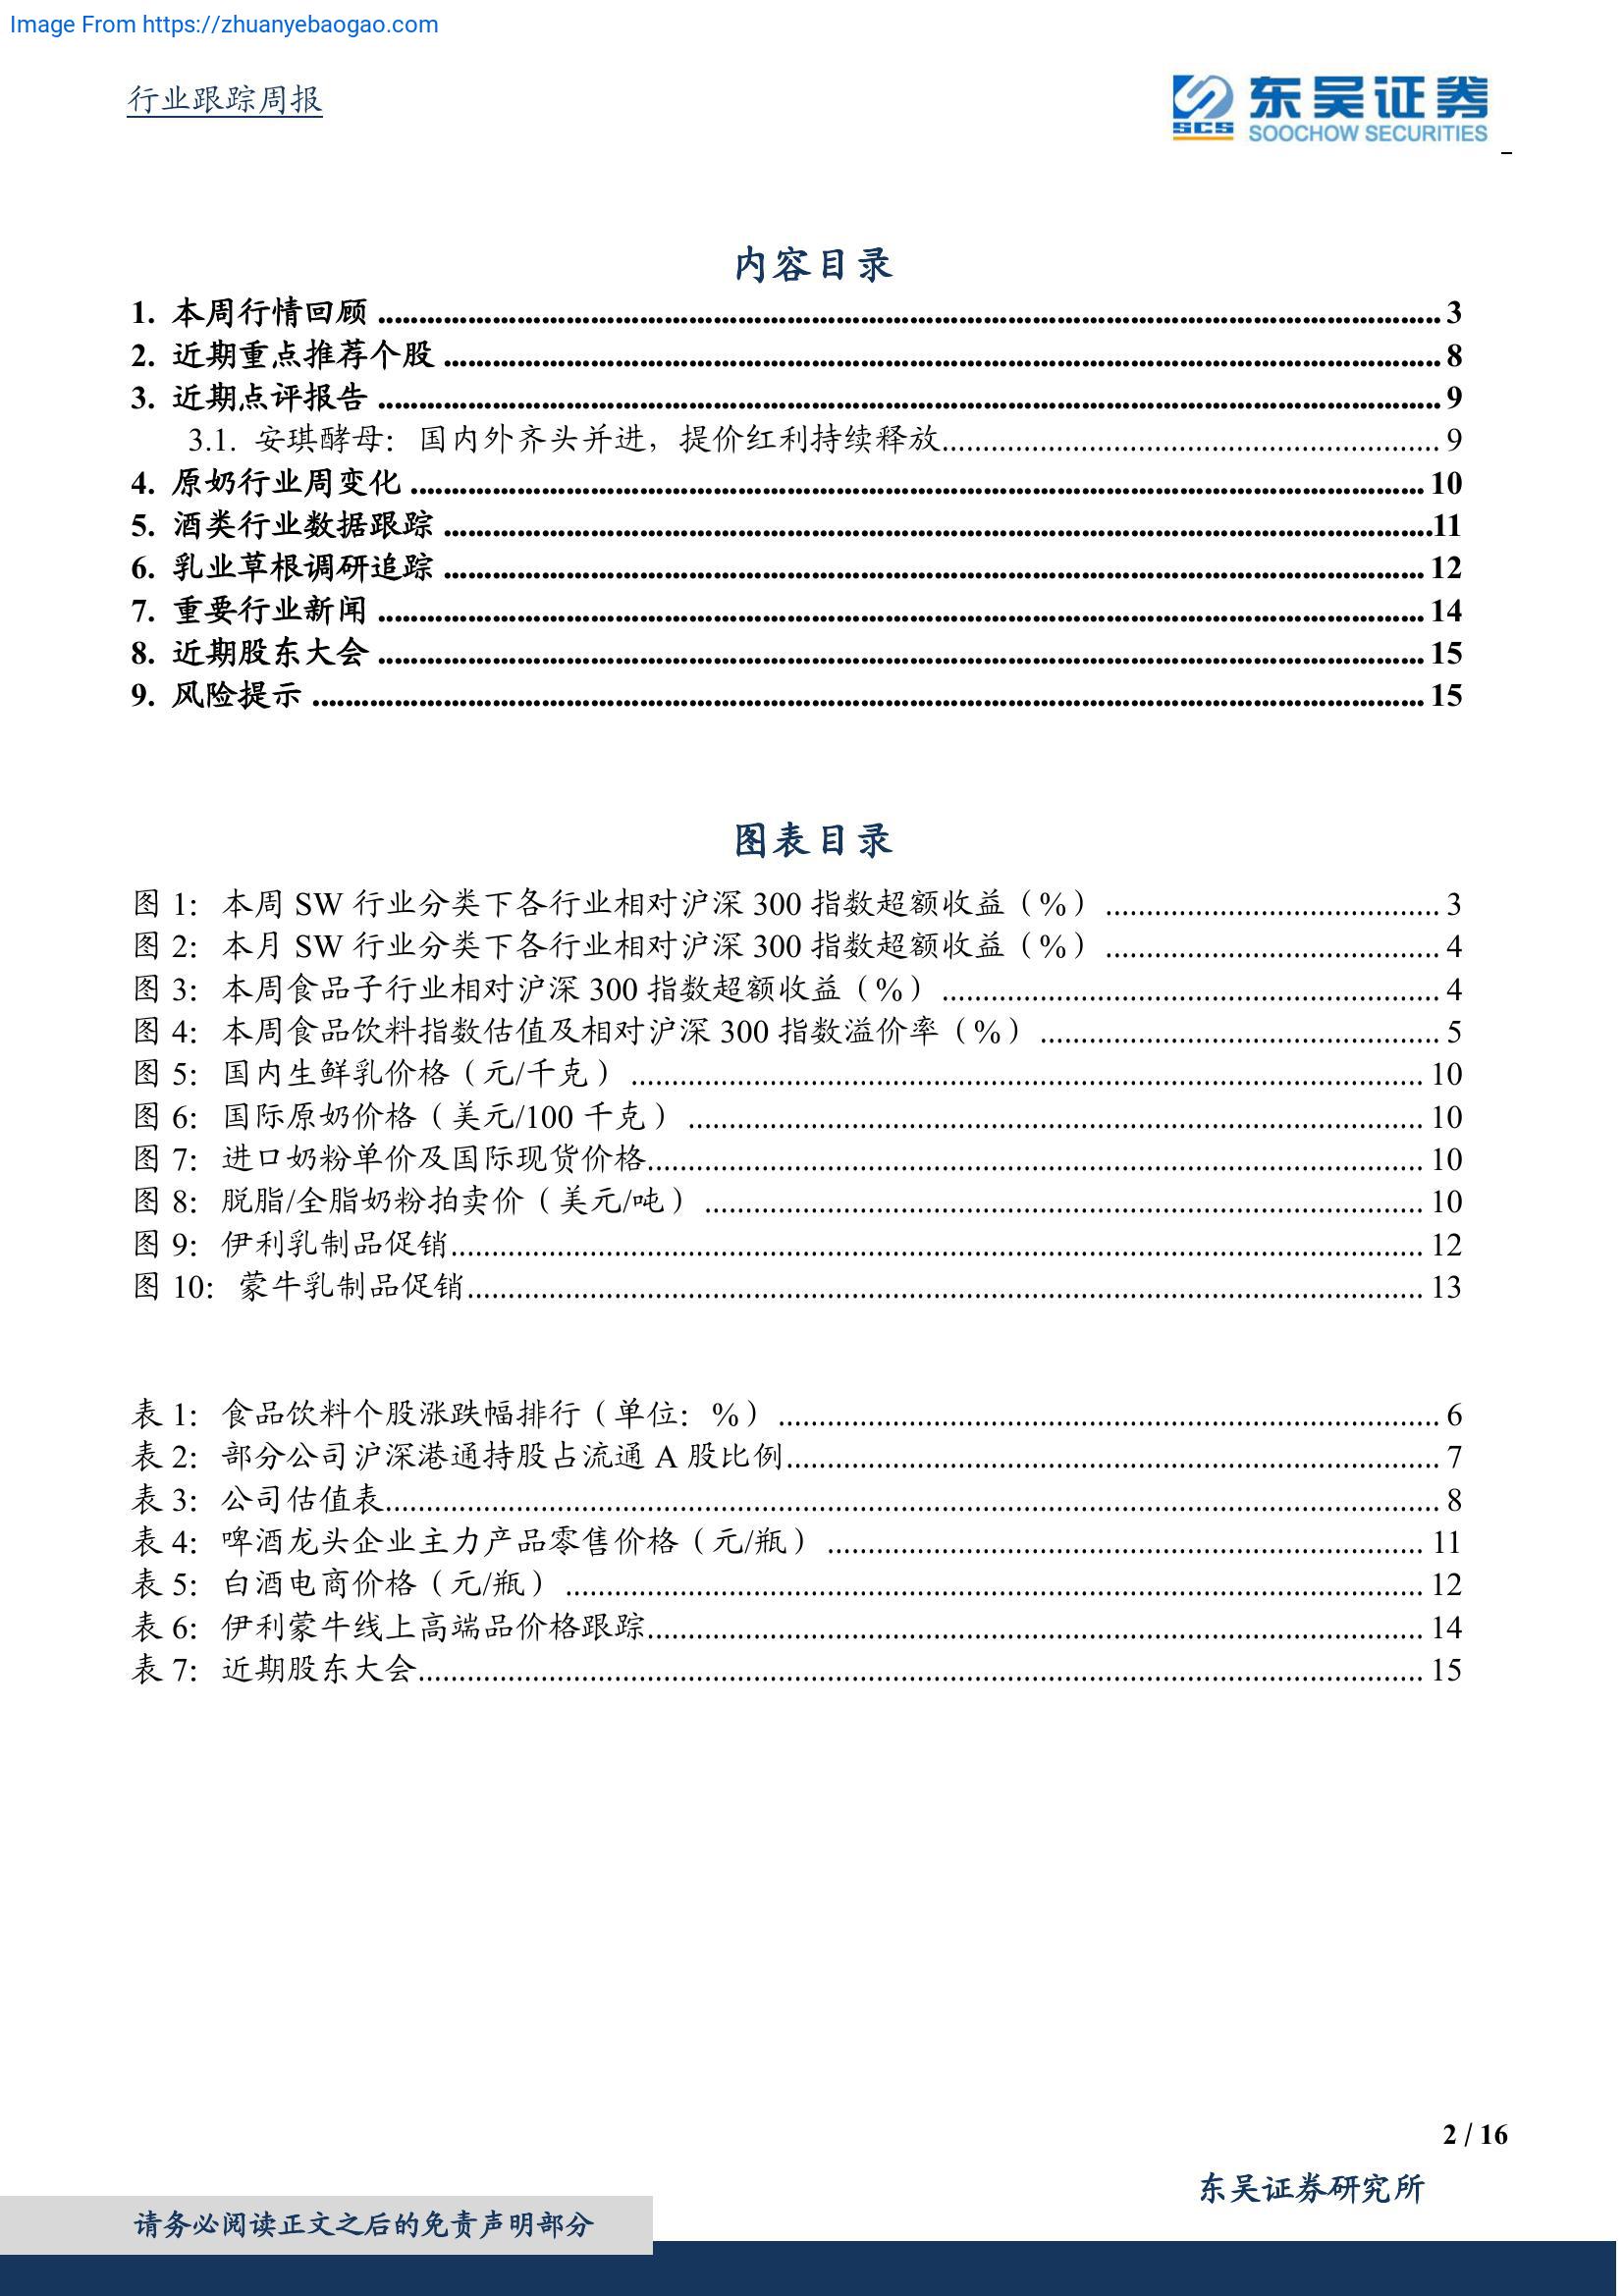 Image From https://zhuanyebaogao.com
行业跟踪周报
SCS 东吴证券
SOOCHOW SECURITIES
内容目录
1. 本周行情回顾 ........ 3
2. 近期重点推荐个股 ........ 8
3. 近期点评报告 ........ 9
3.1. 安琪酵母：国内外齐头并进，提价红利持续释放........ 9
4. 原奶行业周变化 ........ 10
5. 酒类行业数据跟踪 ........11
6. 乳业草根调研追踪 ........ 12
7. 重要行业新闻 ........ 14
8. 近期股东大会 ........ 15
9. 风险提示 ........ 15
图表目录
图 1：本周 SW 行业分类下各行业相对沪深 300 指数超额收益（%） ........ 3
图 2：本月 SW 行业分类下各行业相对沪深 300 指数超额收益（%） ........ 4
图 3：本周食品子行业相对沪深 300 指数超额收益（%） ........ 4
图 4：本周食品饮料指数估值及相对沪深 300 指数溢价率（%） ........ 5
图 5：国内生鲜乳价格（元/千克） ........ 10
图 6：国际原奶价格（美元/100 千克） ........ 10
图 7：进口奶粉单价及国际现货价格........ 10
图 8：脱脂/全脂奶粉拍卖价（美元/吨） ........ 10
图 9：伊利乳制品促销........ 12
图 10：蒙牛乳制品促销........ 13
表 1：食品饮料个股涨跌幅排行（单位：%） ........ 6
表 2：部分公司沪深港通持股占流通 A 股比例........ 7
表 3：公司估值表........ 8
表 4：啤酒龙头企业主力产品零售价格（元/瓶） ........ 11
表 5：白酒电商价格（元/瓶） ........ 12
表 6：伊利蒙牛线上高端品价格跟踪........ 14
表 7：近期股东大会........ 15
2 / 16
东吴证券研究所
请务必阅读正文之后的免责声明部分